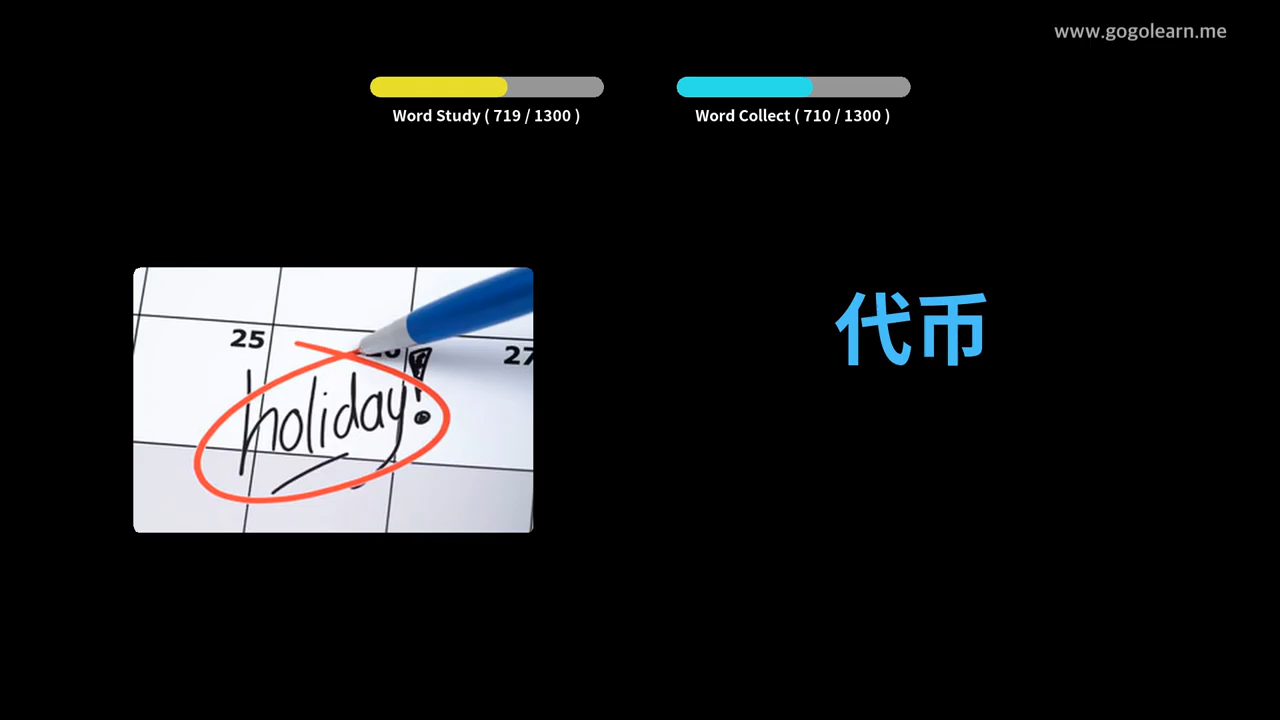 www.gogolearn.me
Word Study ( 719 / 1300 )
Word Collect ( 710 / 1300 )
25
27
holiday!
代币